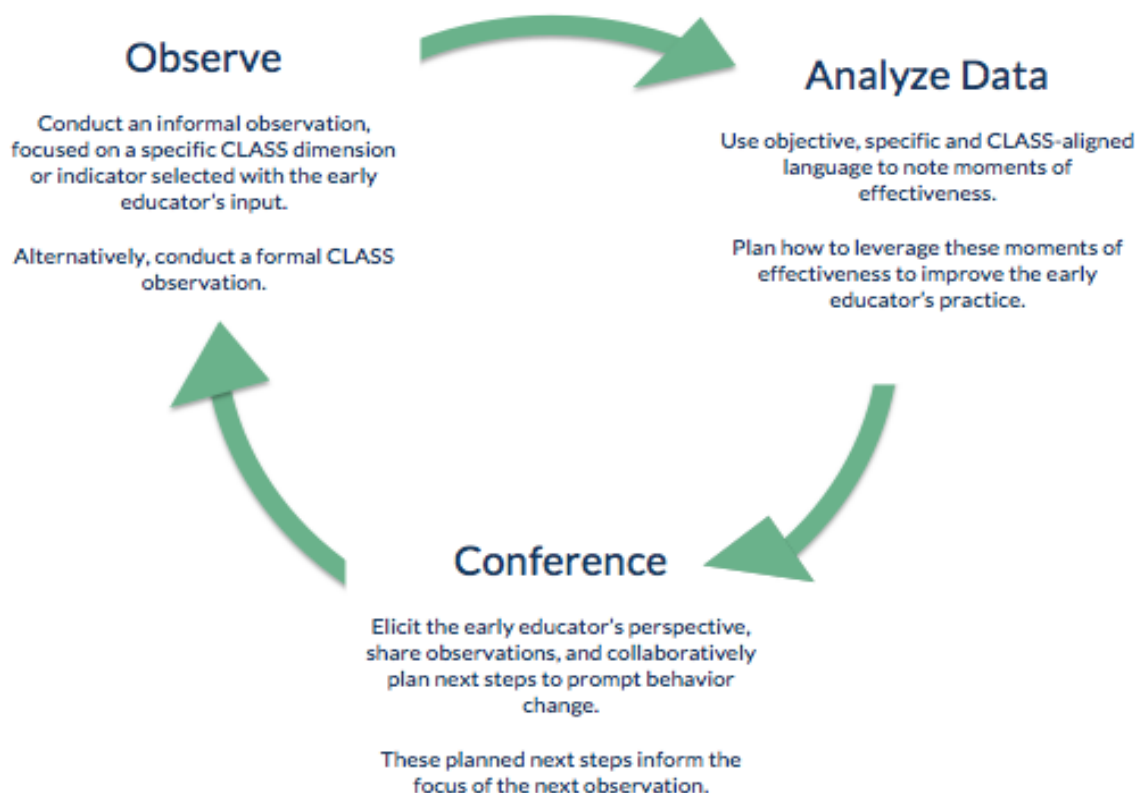 Observe
Conduct an informal observation,
focused on a specific CLASS dimension
or indicator selected with the early
educator's input.
Alternatively, conduct a formal CLASS
observation.
Analyze Data
Use objective, specific and CLASS-aligned
language to note moments of
effectiveness.
Plan how to leverage these moments of
effectiveness to improve the early
educator's practice.
Conference
Elicit the early educator's perspective,
share observations, and collaboratively
plan next steps to prompt behavior
change.
These planned next steps inform the
focus of the next observation.